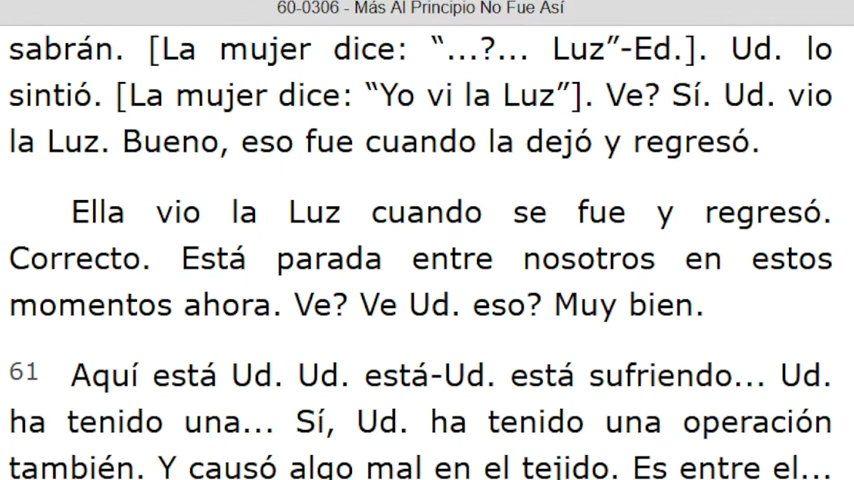 60-0306 - Más Al Principio No Fue Así
sabrán. [La mujer dice: “...?... Luz”-Ed.]. Ud. lo
sintió. [La mujer dice: “Yo vi la Luz”]. Ve? Sí. Ud. vio
la Luz. Bueno, eso fue cuando la dejó y regresó.
Ella vio la Luz cuando se fue y regresó.
Correcto. Está parada entre nosotros en estos
momentos ahora. Ve? Ve Ud. eso? Muy bien.
61 Aquí está Ud. Ud. está-Ud. está sufriendo... Ud.
ha tenido una... Sí, Ud. ha tenido una operación
también. Y causó algo mal en el tejido. Es entre el...